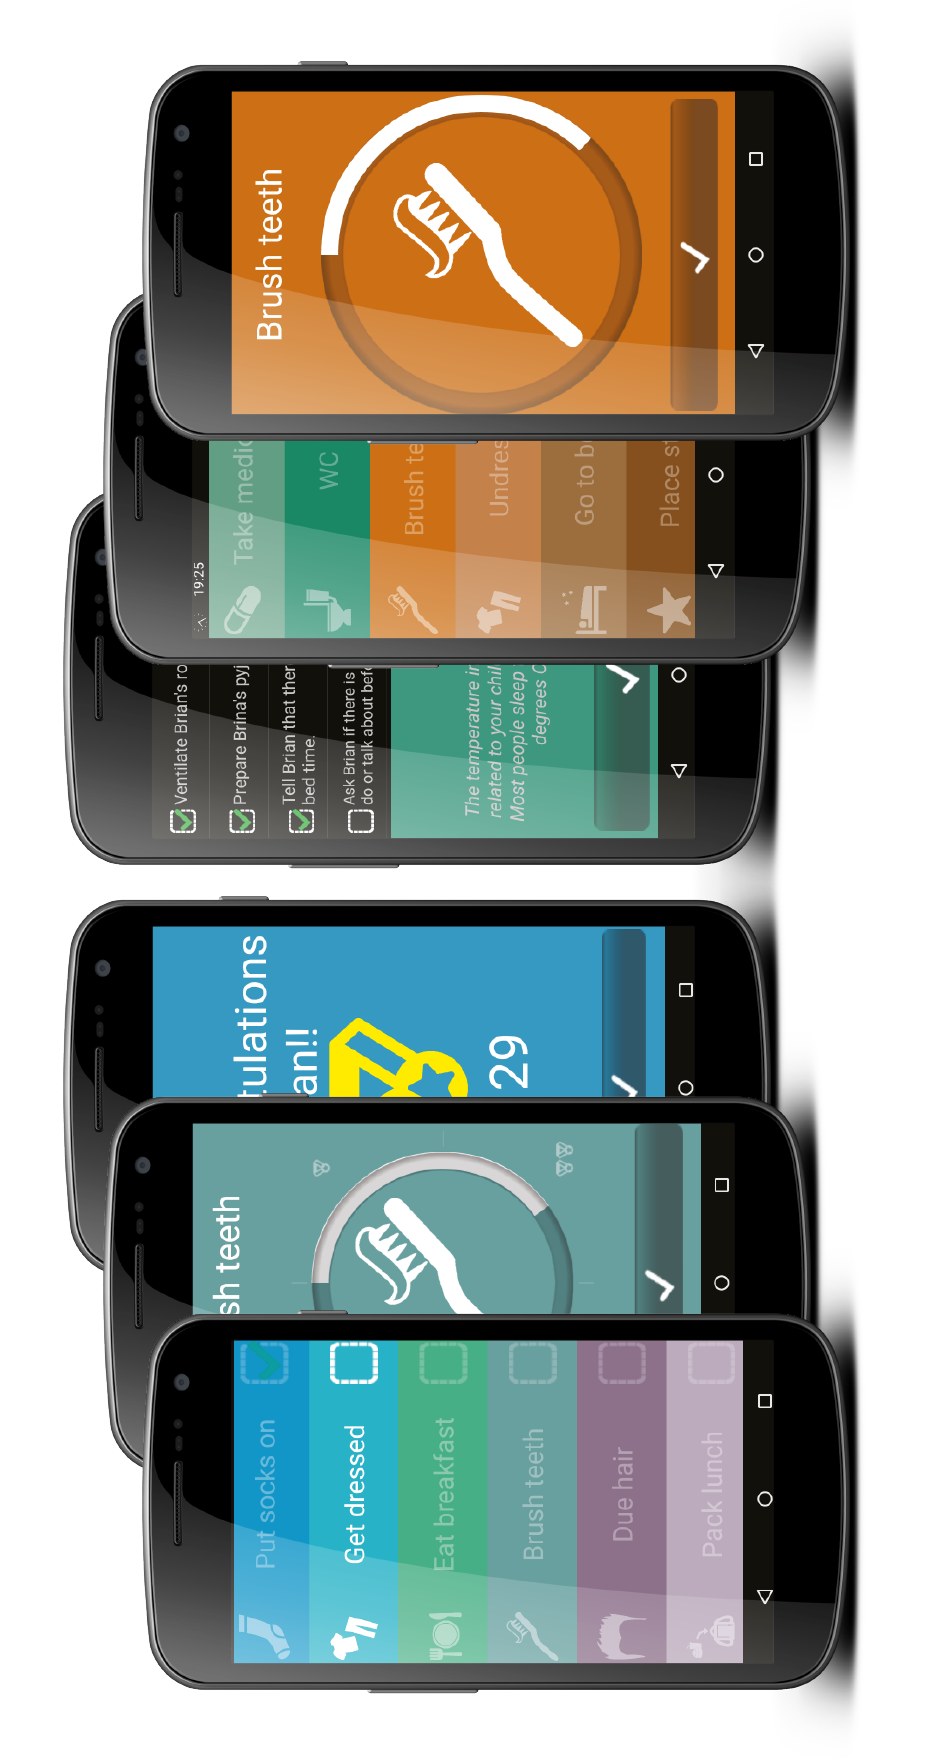 Put socks on
Get dressed
Eat breakfast
Brush teeth
Due hair
Pack lunch
sh teeth
tulations
an!!
29
Ventilate Brian's ro
Prepare Brina's pyj
Tell Brian that ther
bed time.
Ask Brian if there is
do or talk about befo
The temperature in
related to your chil
Most people sleep
degrees C
19:25
Take medic
WC
Brush te
Undres
Go to b
Place st
Brush teeth